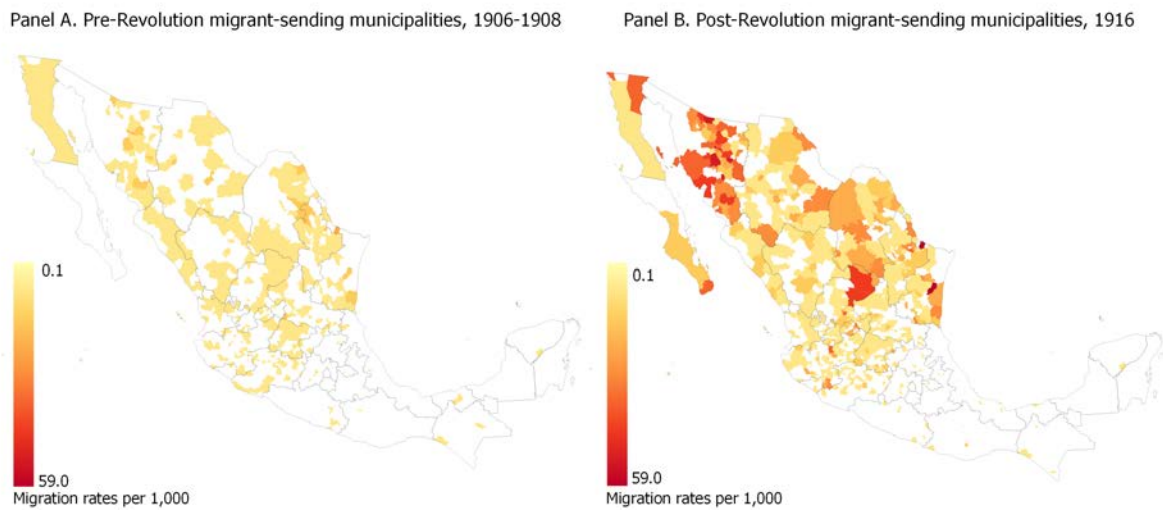 Panel A. Pre-Revolution migrant-sending municipalities, 1906-1908
Panel B. Post-Revolution migrant-sending municipalities, 1916
0.1
59.0
Migration rates per 1,000
0.1
59.0
Migration rates per 1,000